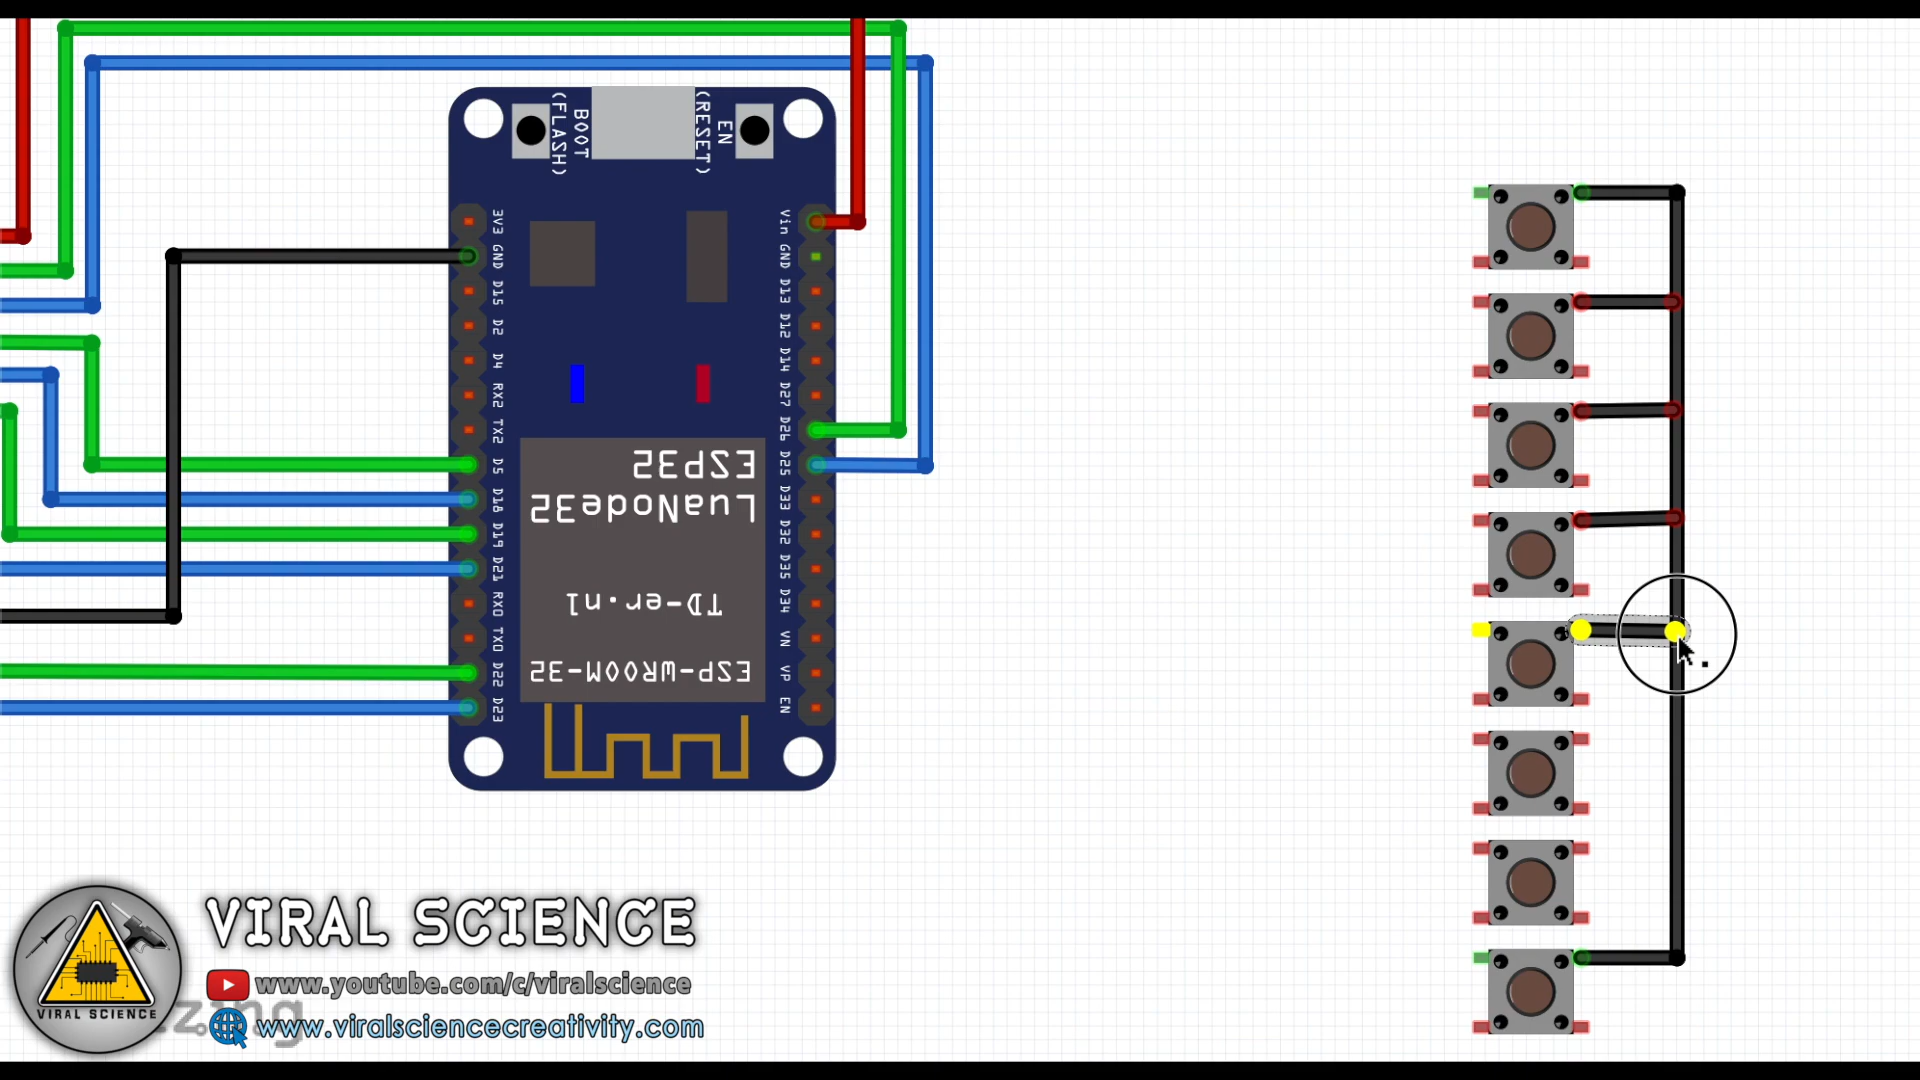 BOOT
(FLASH)
EN
(RESET)
3V3
GND
D15
D2
D4
RX2
TX2
D5
D18
D19
D21
RX0
TX0
D22
D23
Vin
GND
D13
D12
D14
D27
D26
D25
D33
D32
D35
D34
VN
VP
EN
ESP32
LuaNode32
TD-er.nl
ESP-WROOM-32
VIRAL SCIENCE
VIRAL SCIENCE
www.youtube.com/c/viralscience
www.viralsciencecreativity.com